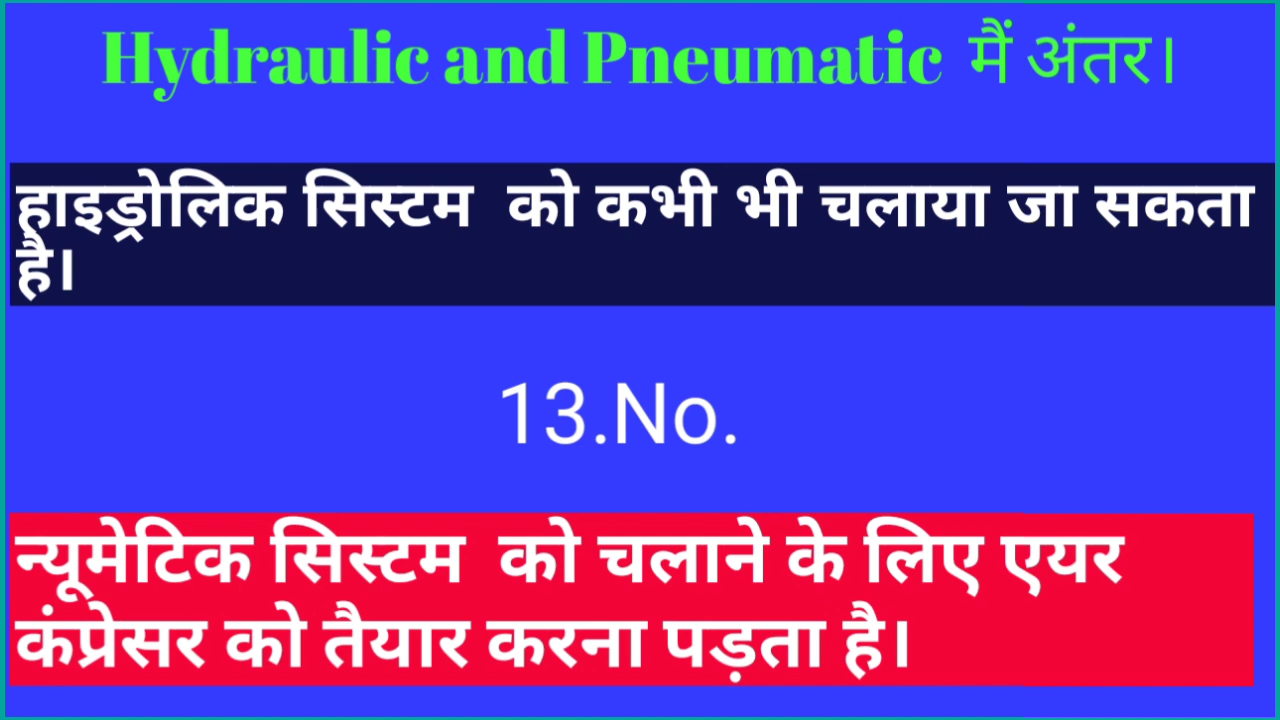 Hydraulic and Pneumatic मैं अंतर।
हाइड्रोलिक सिस्टम को कभी भी चलाया जा सकता
है।
13.No.
न्यूमेटिक सिस्टम को चलाने के लिए एयर
कंप्रेसर को तैयार करना पड़ता है।